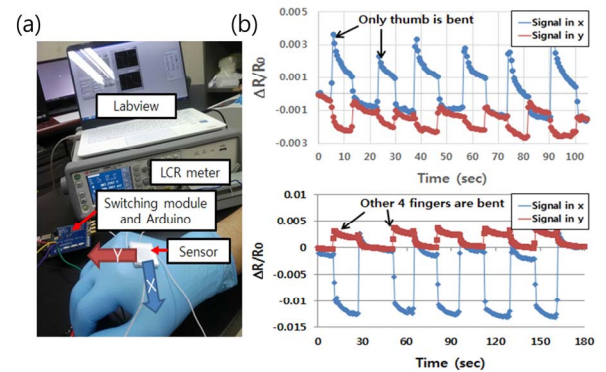 (a)
Labview
LCR meter
Switching module
and Arduino
Sensor
Y
X
(b)
0.005
0.003
0.001
-0.001
-0.003
ΔR/R0
Only thumb is bent
Signal in x
Signal in y
0 10 20 30 40 50 60 70 80 90 100
Time (sec)
0.01
0.005
0
-0.005
-0.01
-0.015
ΔR/R0
Other 4 fingers are bent
Signal in x
Signal in y
0 30 60 90 120 150 180
Time (sec)